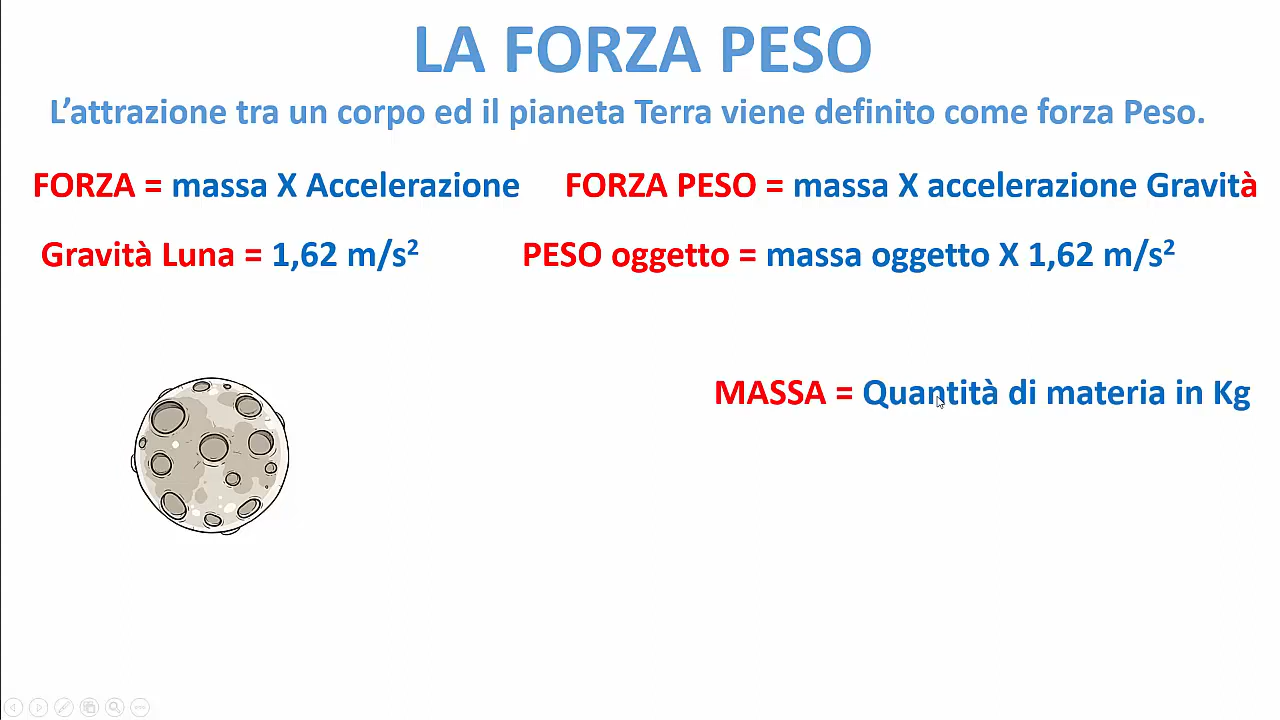 LA FORZA PESO
L'attrazione tra un corpo ed il pianeta Terra viene definito come forza Peso.
FORZA = massa X Accelerazione
FORZA PESO = massa X accelerazione Gravità
Gravità Luna = 1,62 m/s²
PESO oggetto = massa oggetto X 1,62 m/s²
MASSA = Quantità di materia in Kg